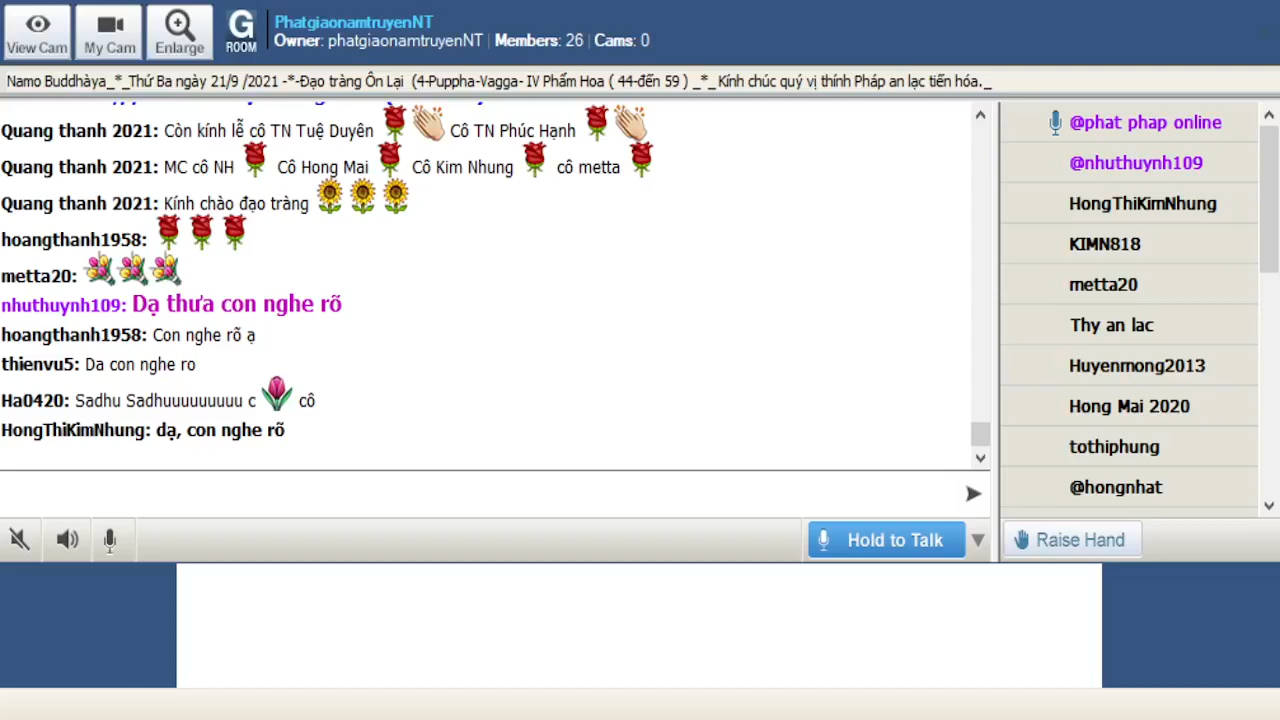 View Cam
My Cam
Enlarge
G
ROOM
PhatgiaonamtruyenNT
Owner: phatgiaonamtruyenNT | Members: 26 | Cams: 0
Namo Buddhàya_*_Thứ Ba ngày 21/9 /2021 -*-Đạo tràng Ôn Lại (4-Puppha-Vagga- IV Phẩm Hoa ( 44-đến 59 ) _*_Kính chúc quý vị thính Pháp an lạc tiến hóa._
Quang thanh 2021: Còn kính lễ cô TN Tuệ Duyên Cô TN Phúc Hạnh
Quang thanh 2021: MC cô NH Cô Hong Mai Cô Kim Nhung cô metta
Quang thanh 2021: Kính chào đạo tràng
hoangthanh1958:
metta20:
nhuthuynh109: Dạ thưa con nghe rõ
hoangthanh1958: Con nghe rõ ạ
thienvu5: Da con nghe ro
Ha0420: Sadhu Sadhuuuuuuuuu c cô
HongThiKimNhung: dạ, con nghe rõ
@phat phap online
@nhuthuynh109
HongThiKimNhung
KIMN818
metta20
Thy an lac
Huyenmong2013
Hong Mai 2020
tothiphung
@hongnhat
Hold to Talk
Raise Hand